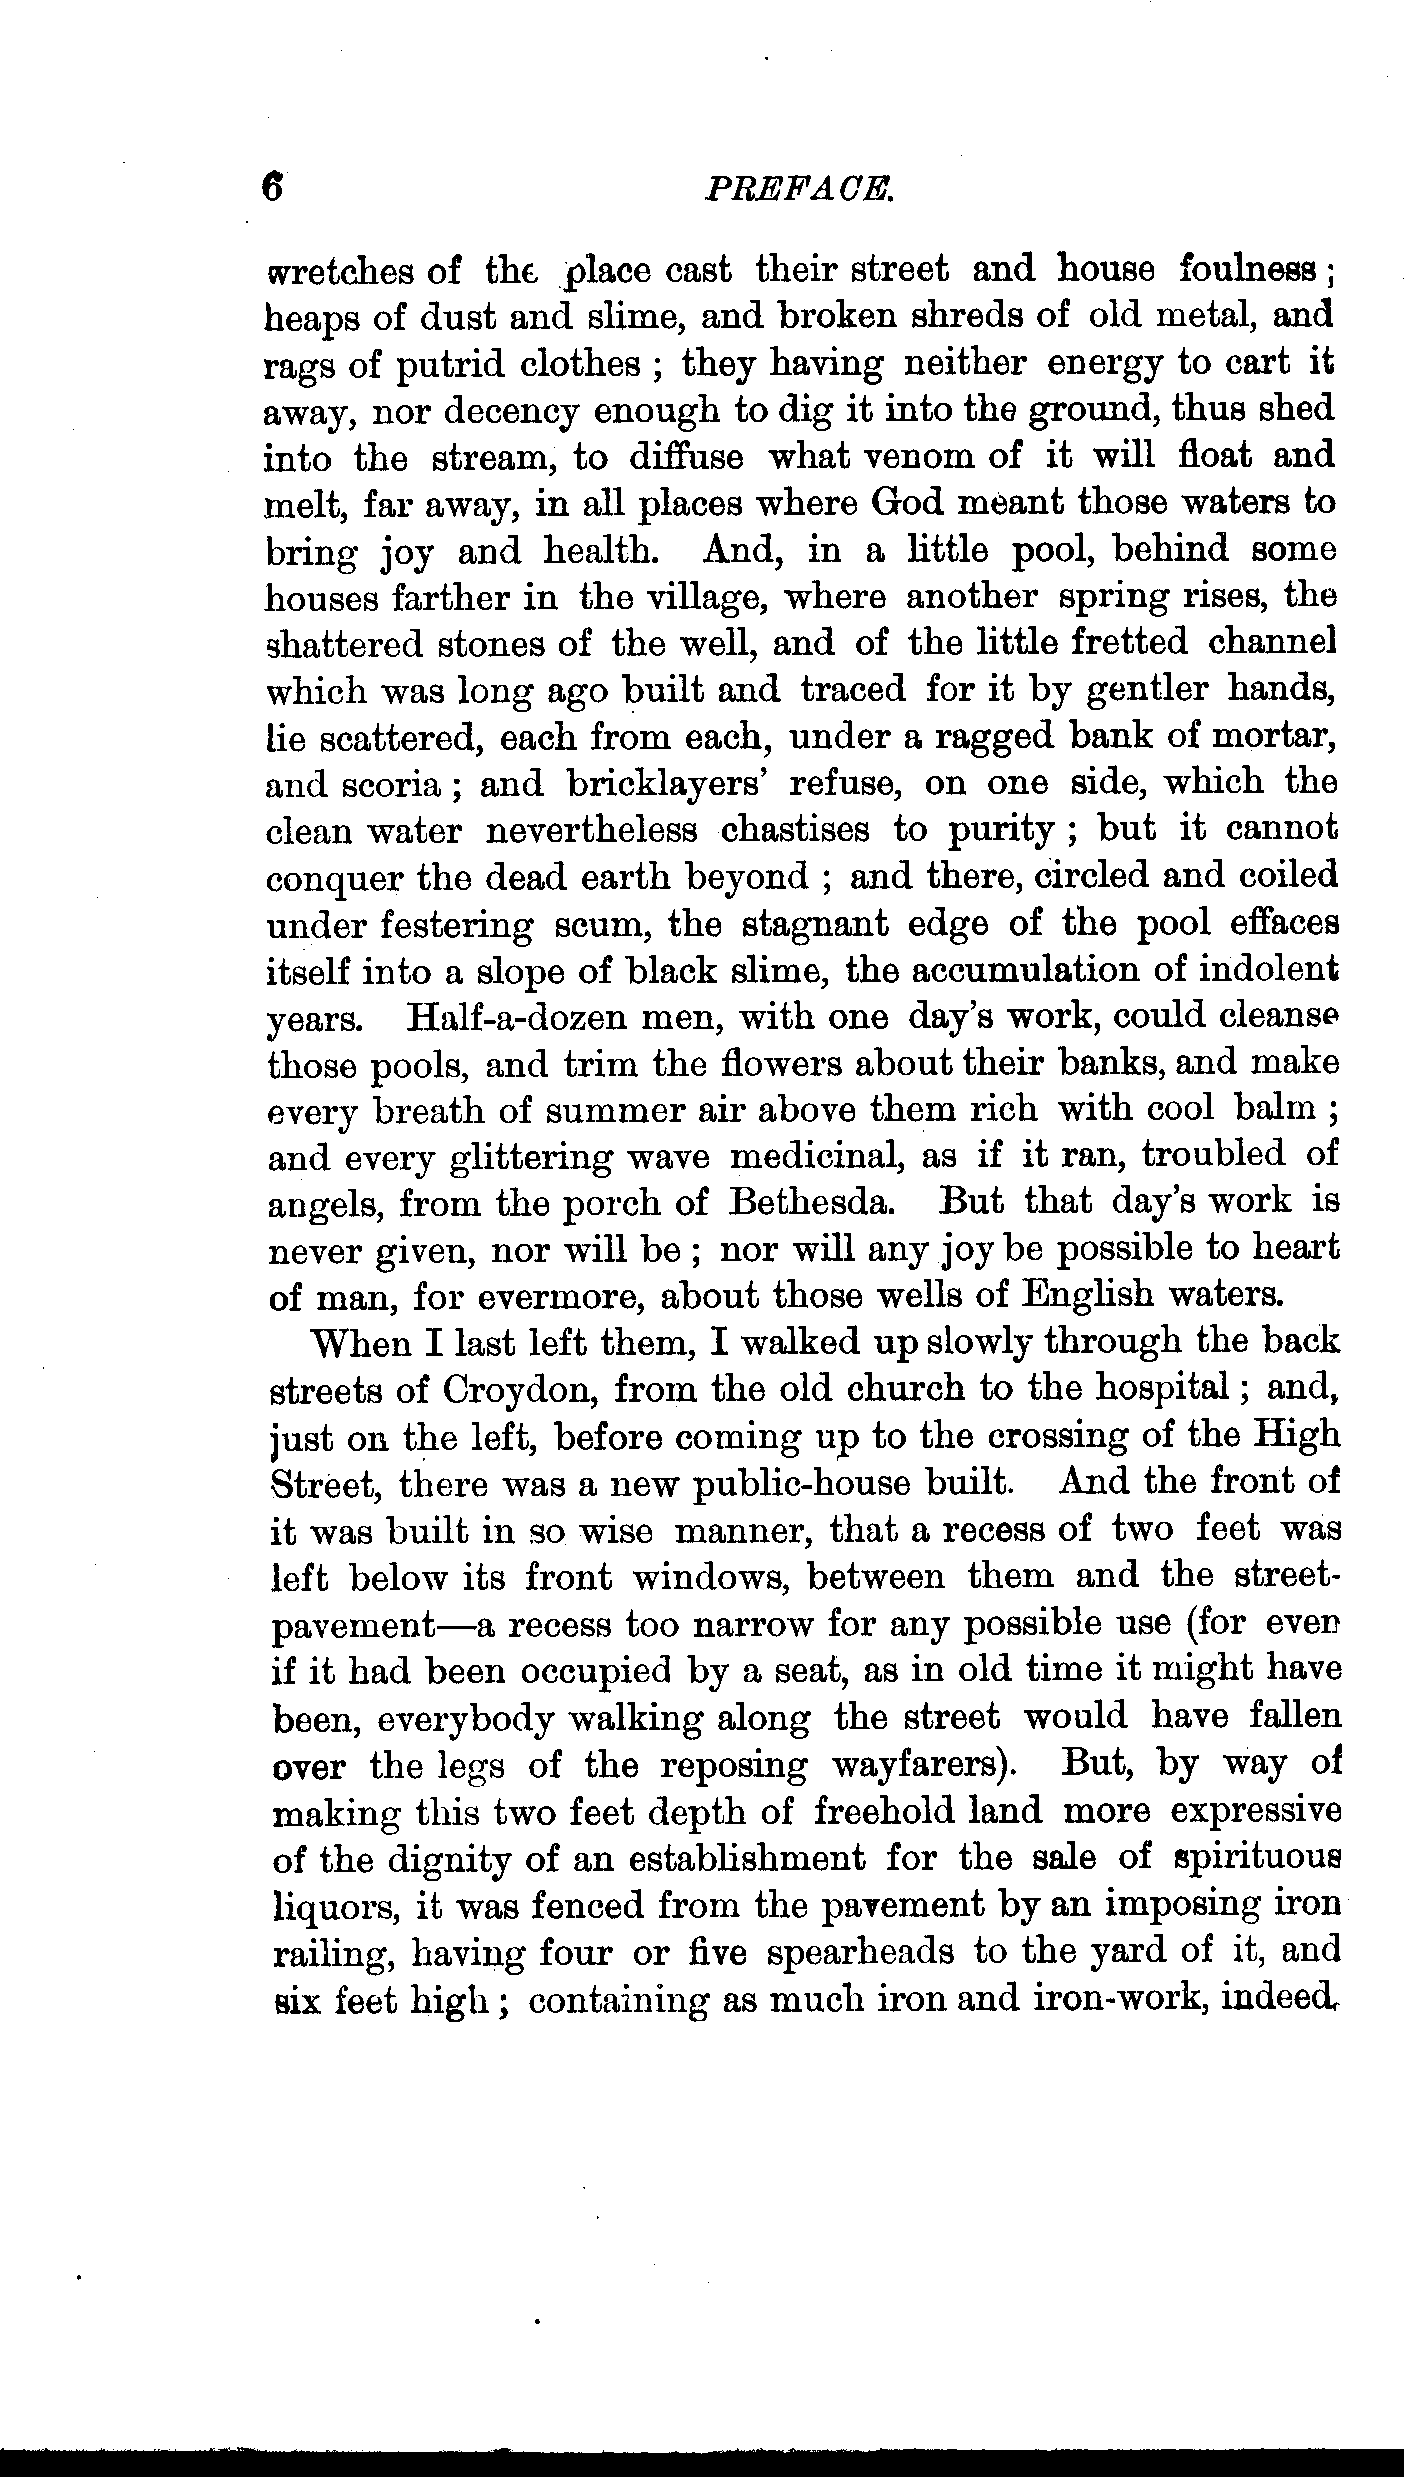 6 PREFACE.
wretches of the place cast their street and house foulness;
heaps of dust and slime, and broken shreds of old metal, and
rags of putrid clothes ; they having neither energy to cart it
away, nor decency enough to dig it into the ground, thus shed
into the stream, to diffuse what venom of it will float and
melt, far away, in all places where God meant those waters to
bring joy and health. And, in a little pool, behind some
houses farther in the village, where another spring rises, the
shattered stones of the well, and of the little fretted channel
which was long ago built and traced for it by gentler hands,
lie scattered, each from each, under a ragged bank of mortar,
and scoria ; and bricklayers' refuse, on one side, which the
clean water nevertheless chastises to purity ; but it cannot
conquer the dead earth beyond ; and there, circled and coiled
under festering scum, the stagnant edge of the pool effaces
itself into a slope of black slime, the accumulation of indolent
years. Half-a-dozen men, with one day's work, could cleanse
those pools, and trim the flowers about their banks, and make
every breath of summer air above them rich with cool balm ;
and every glittering wave medicinal, as if it ran, troubled of
angels, from the porch of Bethesda. But that day's work is
never given, nor will be ; nor will any joy be possible to heart
of man, for evermore, about those wells of English waters.
When I last left them, I walked up slowly through the back
streets of Croydon, from the old church to the hospital ; and,
just on the left, before coming up to the crossing of the High
Street, there was a new public-house built. And the front of
it was built in so wise manner, that a recess of two feet was
left below its front windows, between them and the street-
pavement—a recess too narrow for any possible use (for even
if it had been occupied by a seat, as in old time it might have
been, everybody walking along the street would have fallen
over the legs of the reposing wayfarers). But, by way of
making this two feet depth of freehold land more expressive
of the dignity of an establishment for the sale of spirituous
liquors, it was fenced from the pavement by an imposing iron
railing, having four or five spearheads to the yard of it, and
six feet high ; containing as much iron and iron-work, indeed,